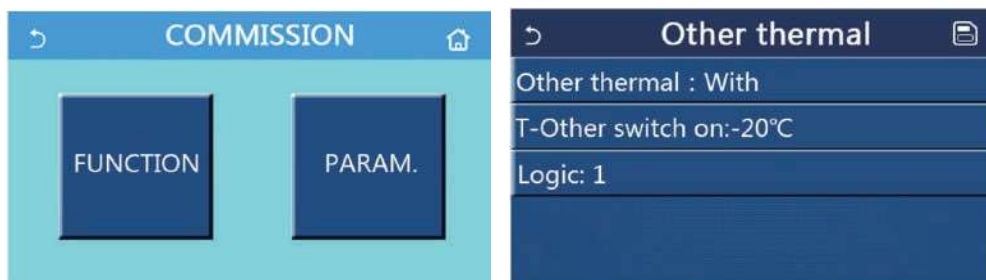 COMMISSION
FUNCTION
PARAM.
Other thermal
Other thermal : With
T-Other switch on:-20℃
Logic: 1